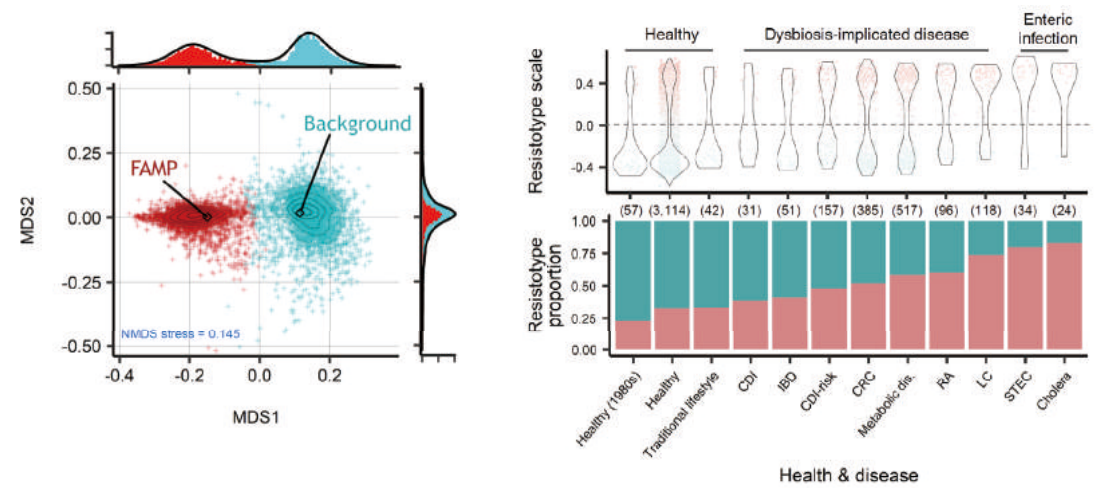 Background
FAMP
MDS2
0.50
0.25
0.00
-0.25
-0.50
NMDS stress = 0.145
-0.4 -0.2 0.0 0.2
MDS1
Healthy
Dysbiosis-implicated disease
Enteric
infection
Resistotype scale
0.4
0.0
-0.4
(57) (3,114) (42) (31) (51) (157) (385) (517) (96) (118) (34) (24)
Resistotype
proportion
1.00
0.75
0.50
0.25
0.00
Healthy (1980s)
Healthy
Traditional lifestyle
CDI
IBD
CDI-risk
CRC
Metabolic dis.
RA
LC
STEC
Cholera
Health & disease